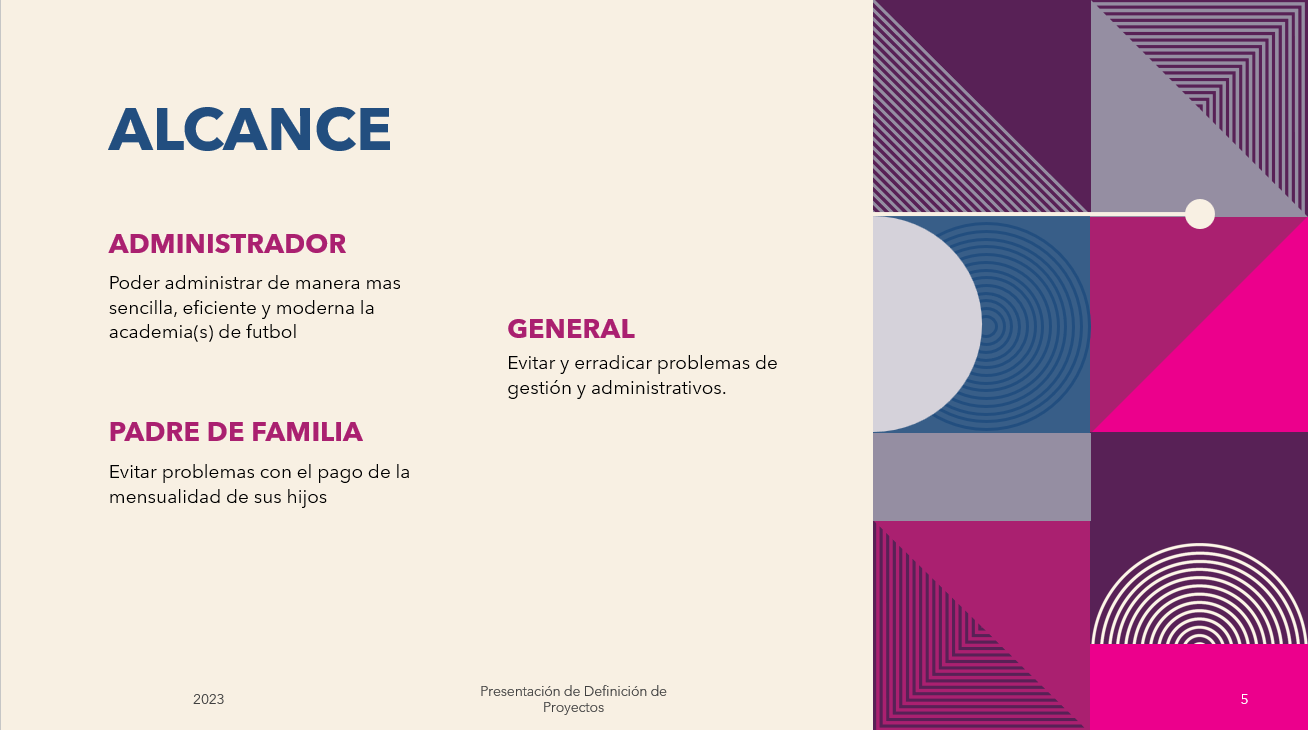 ALCANCE
ADMINISTRADOR
Poder administrar de manera mas
sencilla, eficiente y moderna la
academia(s) de futbol
PADRE DE FAMILIA
Evitar problemas con el pago de la
mensualidad de sus hijos
GENERAL
Evitar y erradicar problemas de
gestión y administrativos.
2023
Presentación de Definición de
Proyectos
5